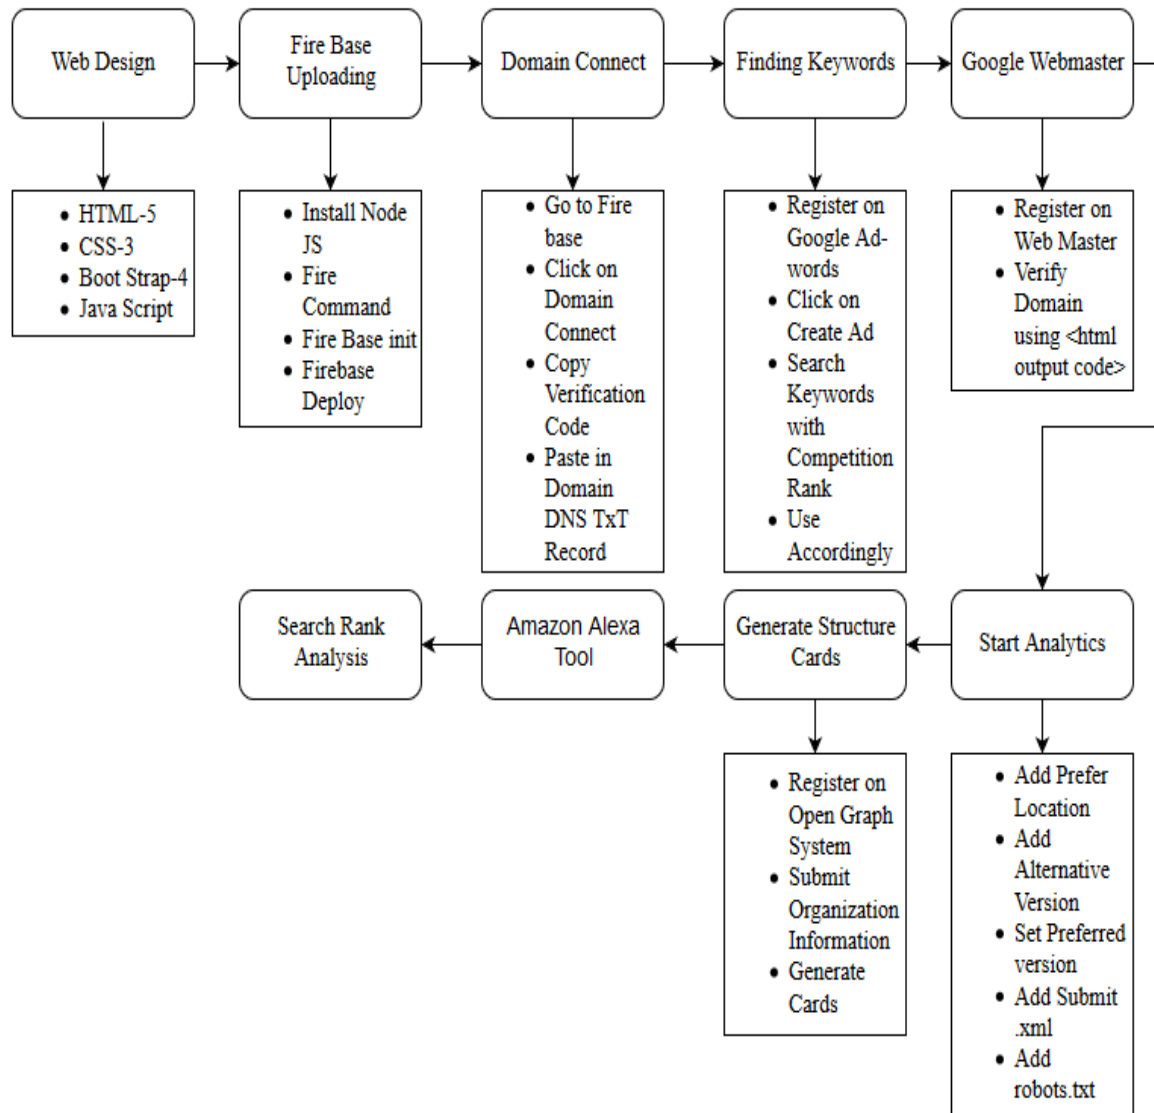 Web Design
Fire Base
Uploading
Domain Connect
Finding Keywords
Google Webmaster
HTML-5
CSS-3
Boot Strap-4
Java Script
Install Node
JS
Fire
Command
Fire Base init
Firebase
Deploy
Go to Fire
base
Click on
Domain
Connect
Copy
Verification
Code
Paste in
Domain
DNS TxT
Record
Register on
Google Ad-
words
Click on
Create Ad
Search
Keywords
with
Competition
Rank
Use
Accordingly
Register on
Web Master
Verify
Domain
using <html
output code>
Search Rank
Analysis
Amazon Alexa
Tool
Generate Structure
Cards
Start Analytics
Register on
Open Graph
System
Submit
Organization
Information
Generate
Cards
Add Prefer
Location
Add
Alternative
Version
Set Preferred
version
Add Submit
.xml
Add
robots.txt